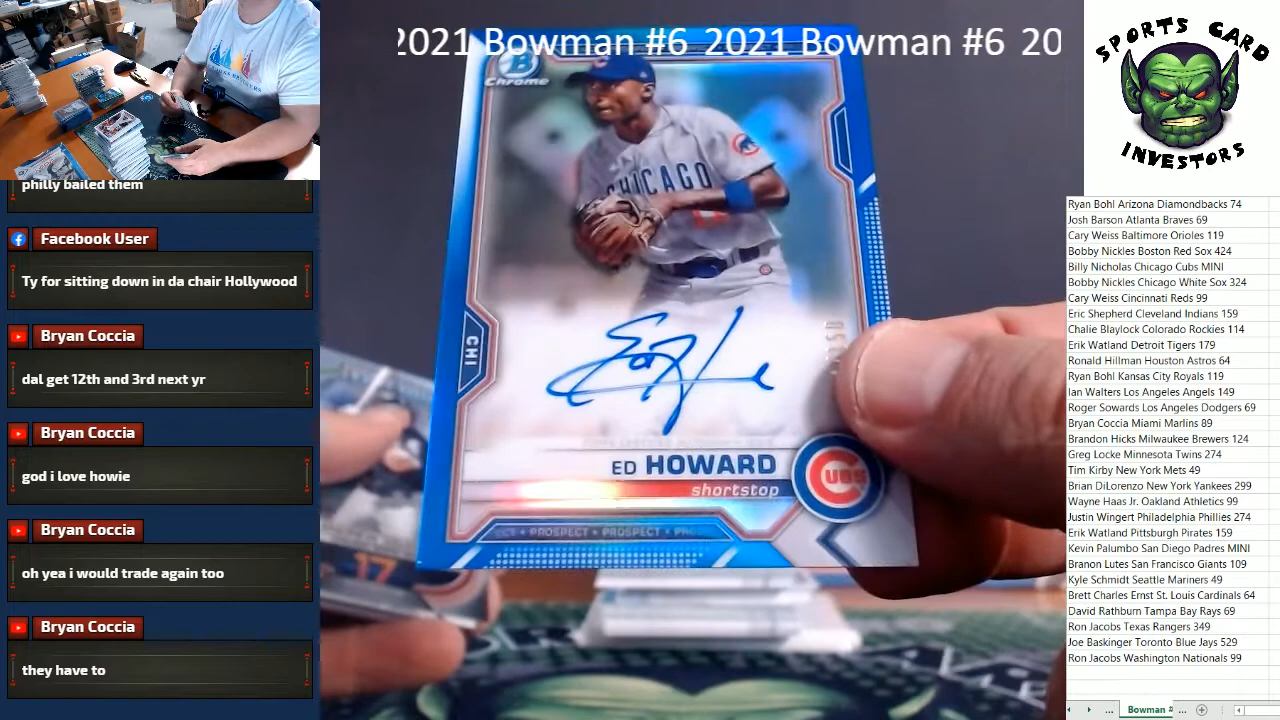 2021 Bowman #6 2021 Bowman #6 20
SPORTS CARD
INVESTORS
philly bailed them
Facebook User
Ty for sitting down in da chair Hollywood
Bryan Coccia
dal get 12th and 3rd next yr
Bryan Coccia
god i love howie
Bryan Coccia
oh yea i would trade again too
Bryan Coccia
they have to
B
Chrome
CHICAGO
CHI
ED HOWARD
shortstop
CUBS
PROSPECT • PROSPECT •
17
Ryan Bohl Arizona Diamondbacks 74
Josh Barson Atlanta Braves 69
Cary Weiss Baltimore Orioles 119
Bobby Nickles Boston Red Sox 424
Billy Nicholas Chicago Cubs MINI
Bobby Nickles Chicago White Sox 324
Cary Weiss Cincinnati Reds 99
Eric Shepherd Cleveland Indians 159
Chalie Blaylock Colorado Rockies 114
Erik Watland Detroit Tigers 179
Ronald Hillman Houston Astros 64
Ryan Bohl Kansas City Royals 119
Ian Walters Los Angeles Angels 149
Roger Sowards Los Angeles Dodgers 69
Bryan Coccia Miami Marlins 89
Brandon Hicks Milwaukee Brewers 124
Greg Locke Minnesota Twins 274
Tim Kirby New York Mets 49
Brian DiLorenzo New York Yankees 299
Wayne Haas Jr. Oakland Athletics 99
Justin Wingert Philadelphia Phillies 274
Erik Watland Pittsburgh Pirates 159
Kevin Palumbo San Diego Padres MINI
Branon Lutes San Francisco Giants 109
Kyle Schmidt Seattle Mariners 49
Brett Charles Ernst St. Louis Cardinals 64
David Rathburn Tampa Bay Rays 69
Ron Jacobs Texas Rangers 349
Joe Baskinger Toronto Blue Jays 529
Ron Jacobs Washington Nationals 99
... Bowman # ...